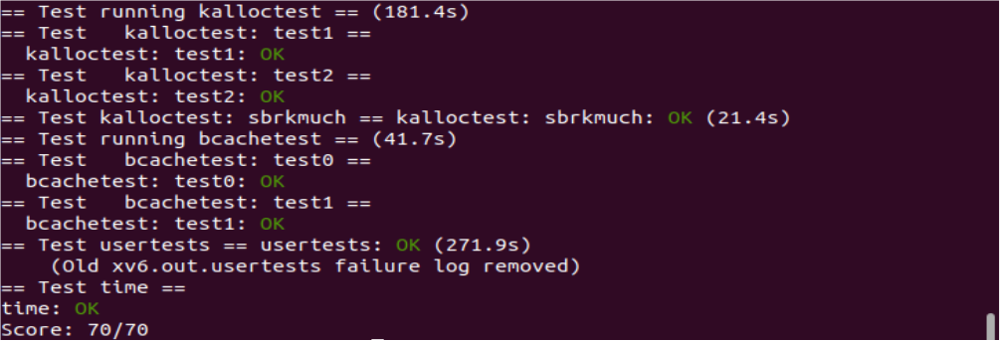 == Test running kalloctest == (181.4s)
== Test   kalloctest: test1 ==
  kalloctest: test1: OK
== Test   kalloctest: test2 ==
  kalloctest: test2: OK
== Test kalloctest: sbrkmuch == kalloctest: sbrkmuch: OK (21.4s)
== Test running bcachetest == (41.7s)
== Test   bcachetest: test0 ==
  bcachetest: test0: OK
== Test   bcachetest: test1 ==
  bcachetest: test1: OK
== Test usertests == usertests: OK (271.9s)
    (Old xv6.out.usertests failure log removed)
== Test time ==
time: OK
Score: 70/70